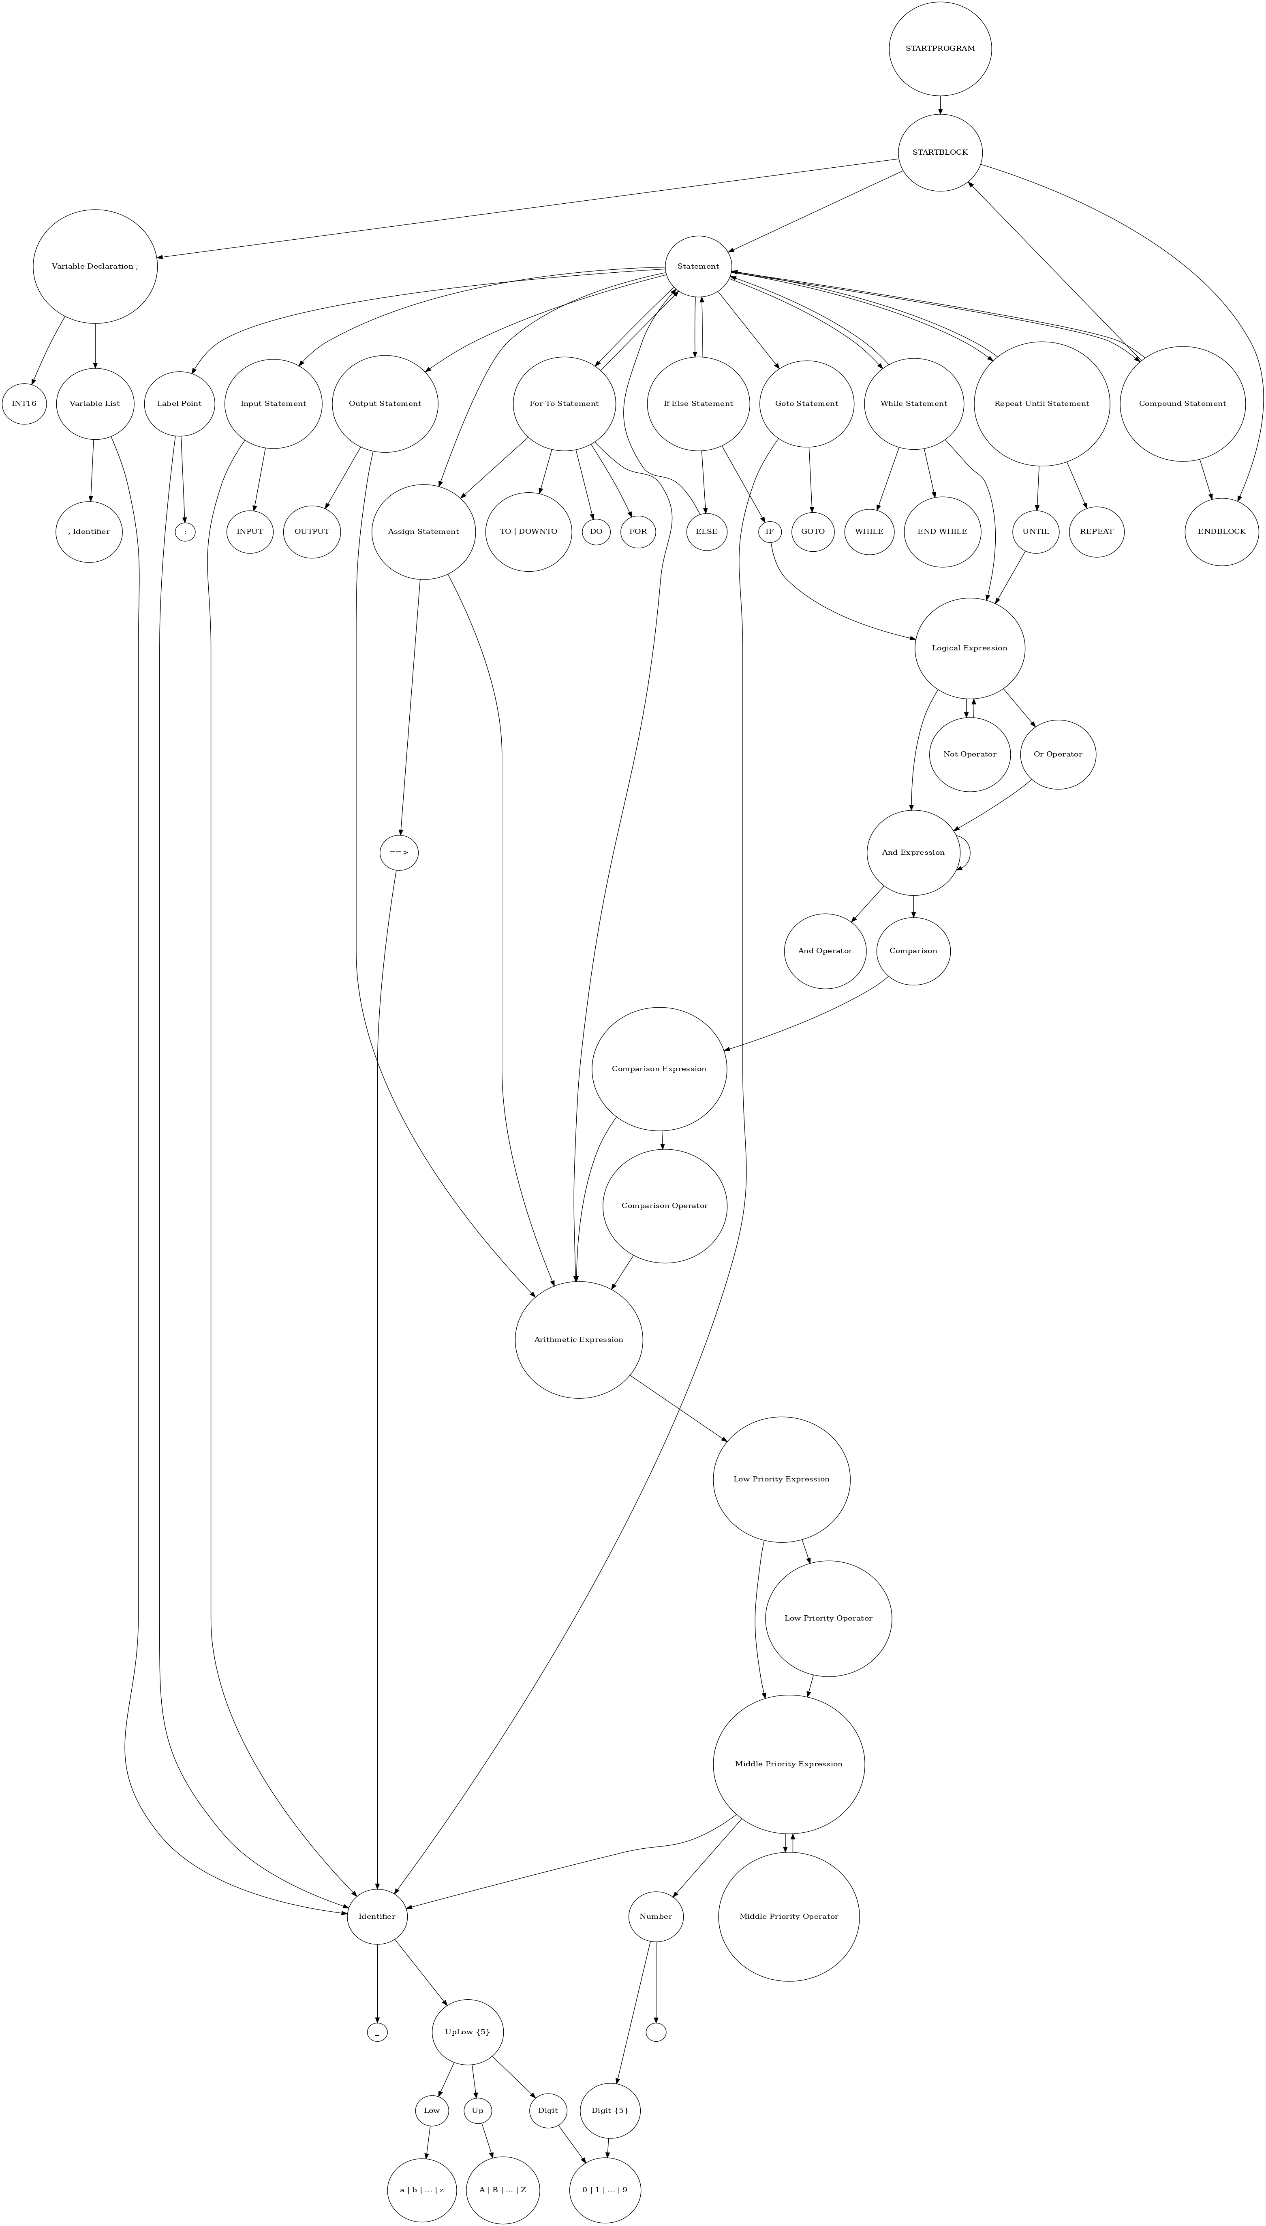 STARTPROGRAM
STARTBLOCK
Variable Declaration ;
Statement
INT16
Variable List
Label Point
Input Statement
Output Statement
For-To Statement
If-Else Statement
Goto Statement
While Statement
Repeat-Until Statement
Compound Statement
, Identifier
:
INPUT
OUTPUT
Assign Statement
TO | DOWNTO
DO
FOR
ELSE
IF
GOTO
WHILE
END WHILE
UNTIL
REPEAT
ENDBLOCK
Logical Expression
Not Operator
Or Operator
==>
And Expression
And Operator
Comparison
Comparison Expression
Comparison Operator
Arithmetic Expression
Low Priority Expression
Low Priority Operator
Middle Priority Expression
Identifier
Number
Middle Priority Operator
_
UpLow {5}
Low
Up
Digit
Digit {5}
a | b | ... | z
A | B | ... | Z
0 | 1 | ... | 9